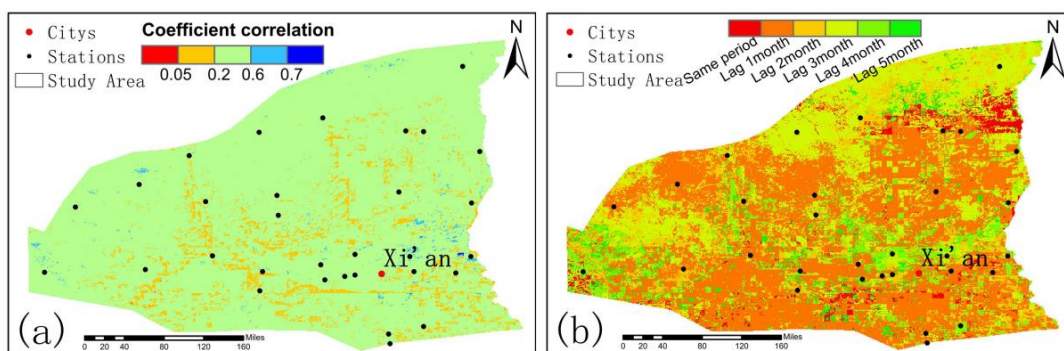 Coefficient correlation
N
Citys
Stations
Study Area
0.05 0.2 0.6 0.7
Xi'an
(a)
0 20 40 80 120 160 Miles
Same period
Lag 1month
Lag 2month
Lag 3month
Lag 4month
Lag 5month
N
Citys
Stations
Study Area
Xi'an
(b)
0 20 40 80 120 160 Miles